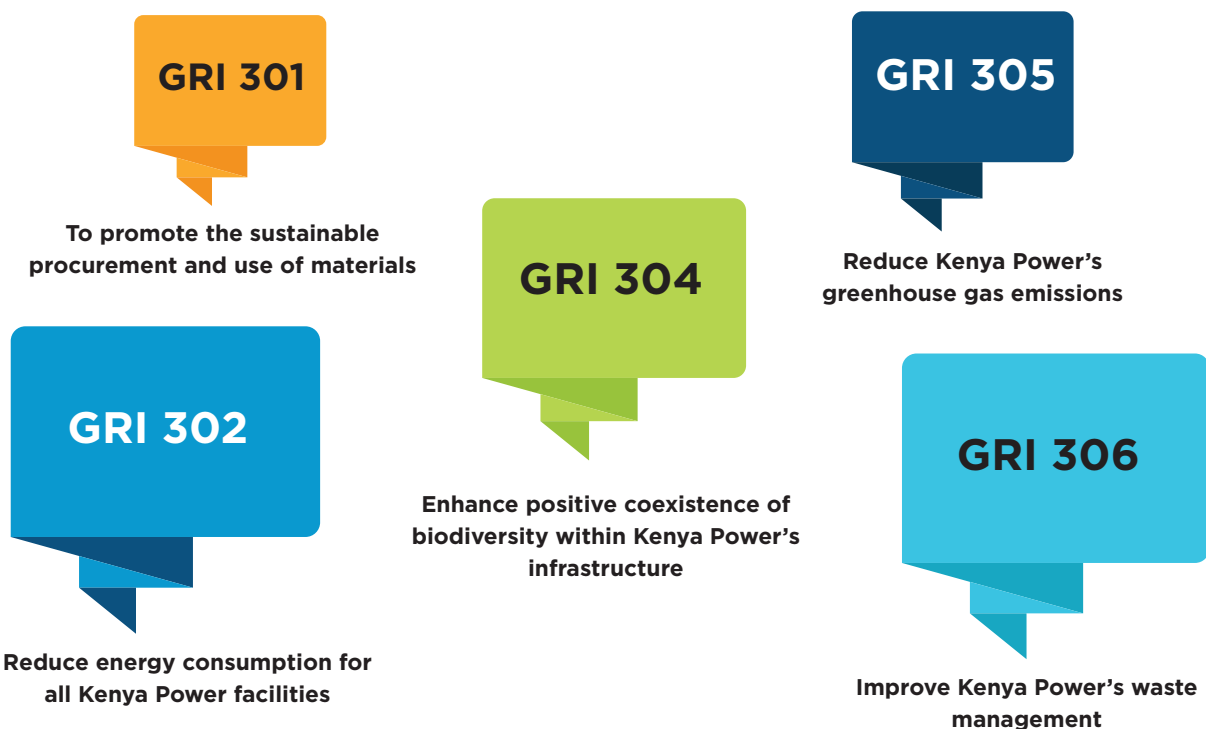 GRI 301
To promote the sustainable
procurement and use of materials
GRI 302
Reduce energy consumption for
all Kenya Power facilities
GRI 304
Enhance positive coexistence of
biodiversity within Kenya Power’s
infrastructure
GRI 305
Reduce Kenya Power’s
greenhouse gas emissions
GRI 306
Improve Kenya Power’s waste
management